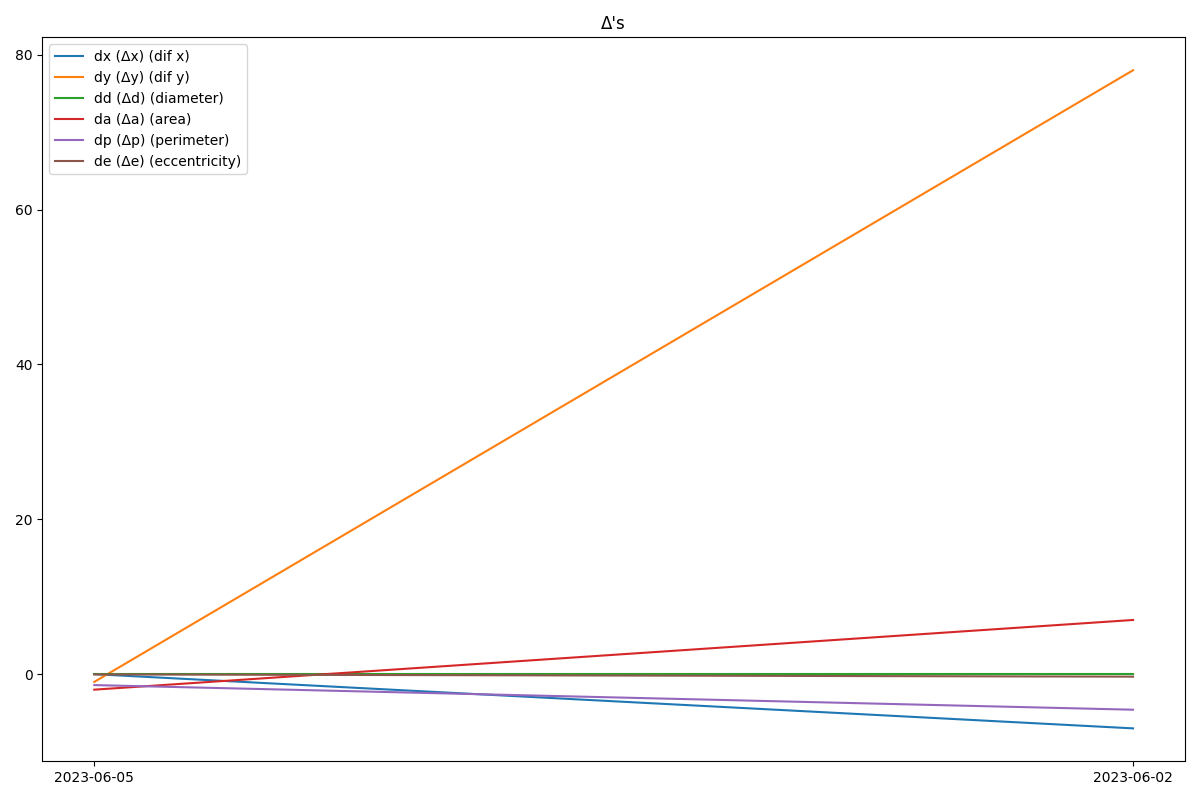 Δ's
dx (Δx) (dif x)
dy (Δy) (dif y)
dd (Δd) (diameter)
da (Δa) (area)
dp (Δp) (perimeter)
de (Δe) (eccentricity)
80
60
40
20
0
2023-06-05
2023-06-02